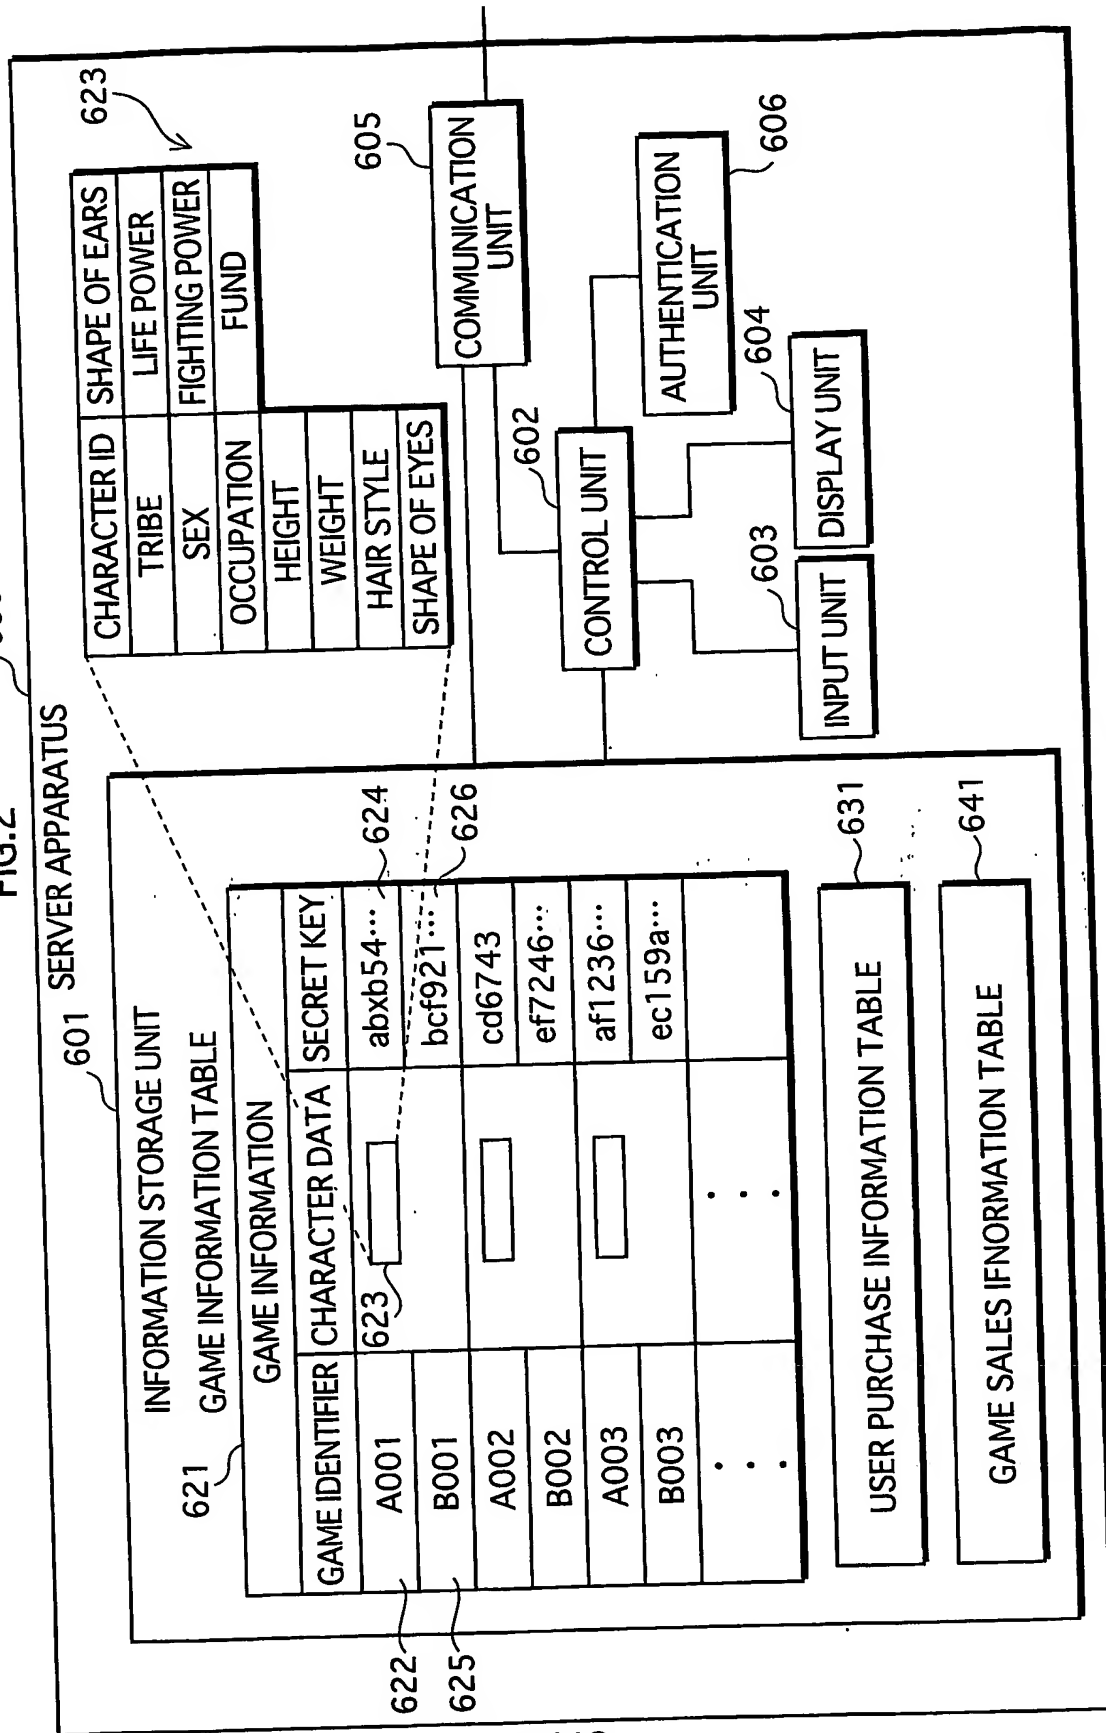 FIG.2
SERVER APPARATUS
601
INFORMATION STORAGE UNIT
GAME INFORMATION TABLE
621
GAME INFORMATION
GAME IDENTIFIER CHARACTER DATA SECRET KEY
622 A001 623 abxb54··· 624
625 B001 bcf921··· 626
A002 cd6743
B002 ef7246···
A003 af1236···
B003 ec159a···
USER PURCHASE INFORMATION TABLE 631
GAME SALES IFNORMATION TABLE 641
623
CHARACTER ID SHAPE OF EARS
TRIBE LIFE POWER
SEX FIGHTING POWER
OCCUPATION FUND
HEIGHT
WEIGHT
HAIR STYLE
SHAPE OF EYES
605
COMMUNICATION
UNIT
602
CONTROL UNIT
606
AUTHENTICATION
UNIT
603
INPUT UNIT
604
DISPLAY UNIT